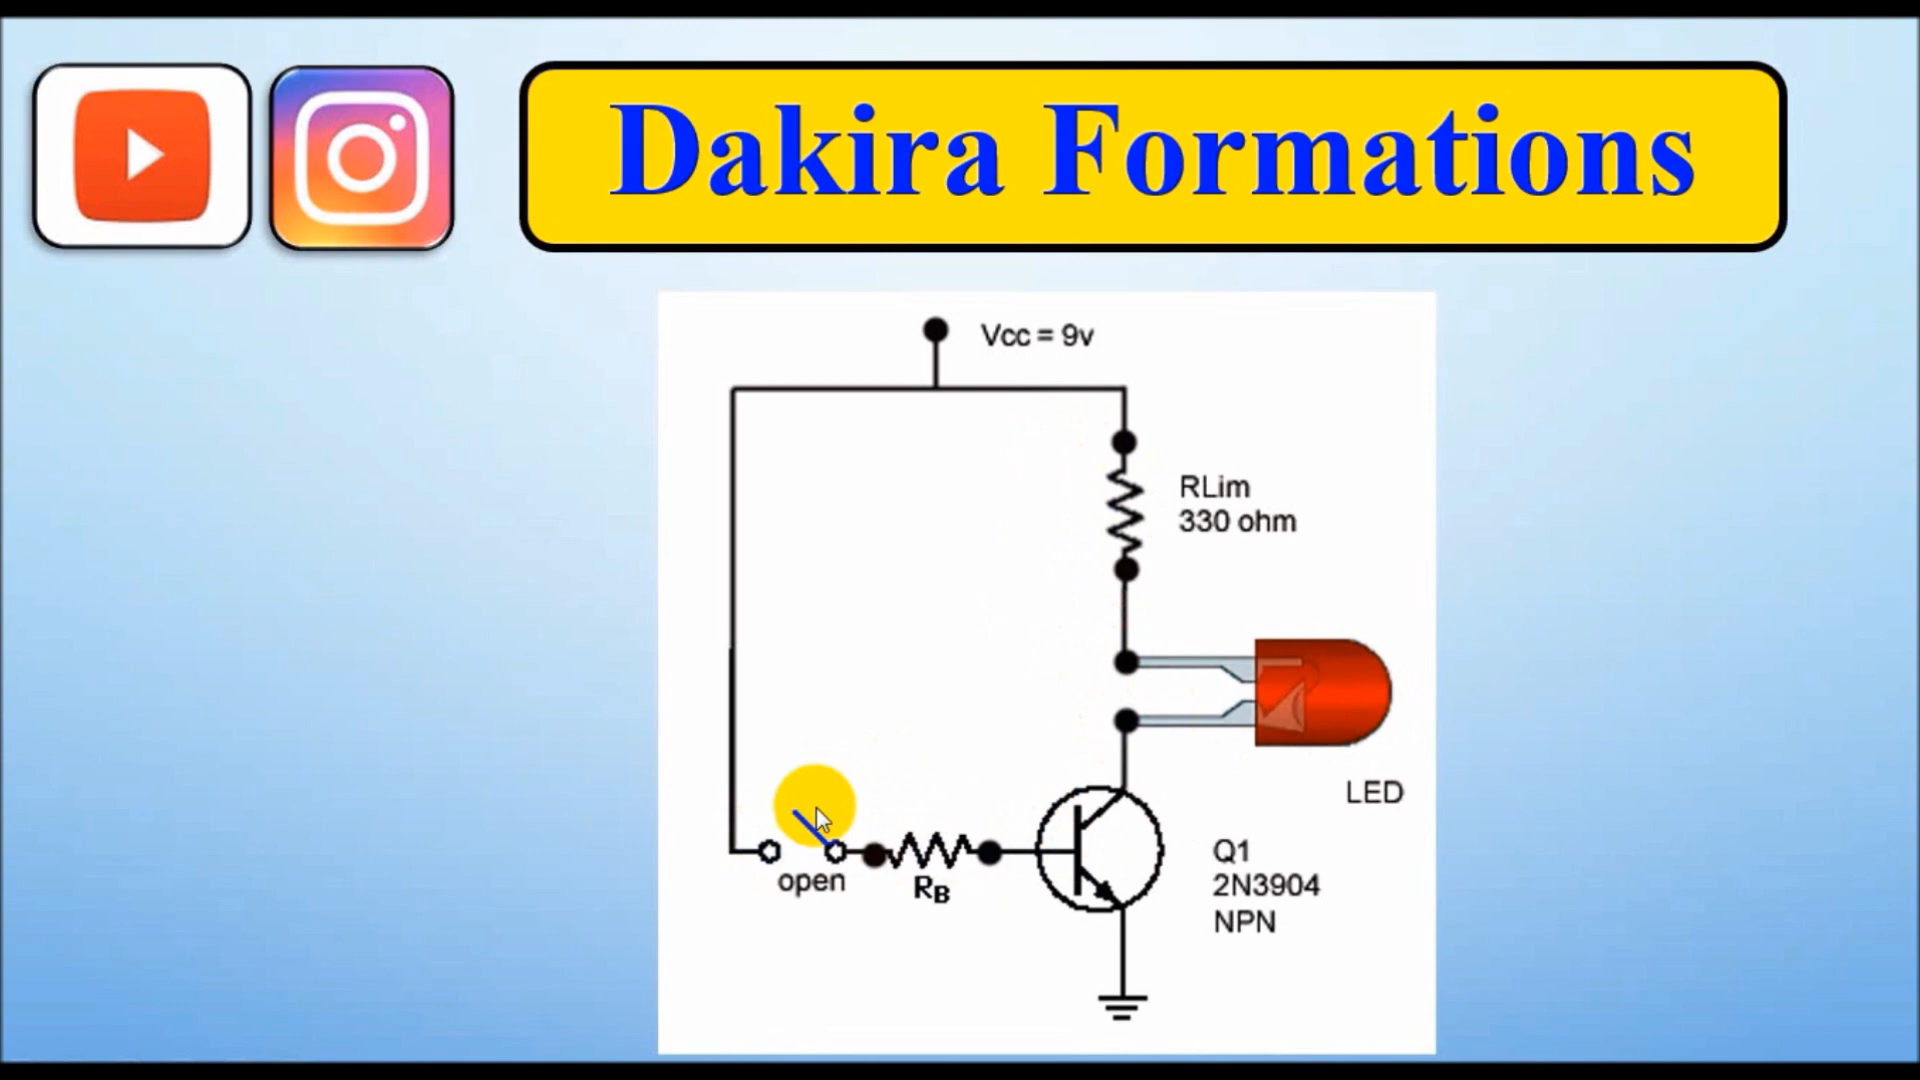 Dakira Formations
Vcc = 9v
RLim
330 ohm
LED
open
RB
Q1
2N3904
NPN